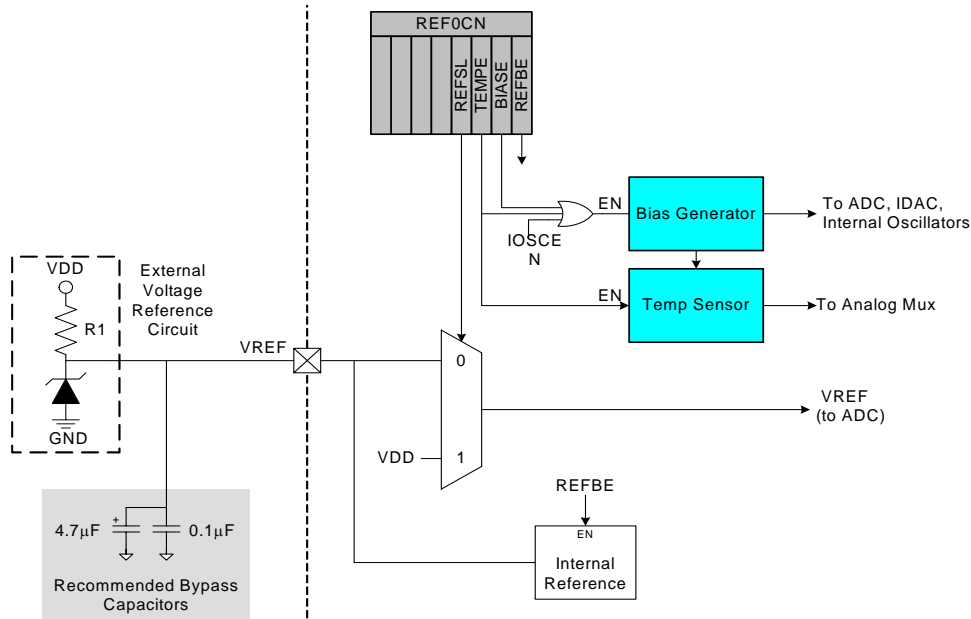 REF0CN
REFSL
TEMPE
BIASE
REFBE
EN
Bias Generator
To ADC, IDAC,
Internal Oscillators
IOSCE
N
EN
Temp Sensor
To Analog Mux
VDD
External
Voltage
Reference
Circuit
R1
GND
VREF
0
VREF
(to ADC)
VDD
1
REFBE
EN
Internal
Reference
4.7μF
+
0.1μF
Recommended Bypass
Capacitors